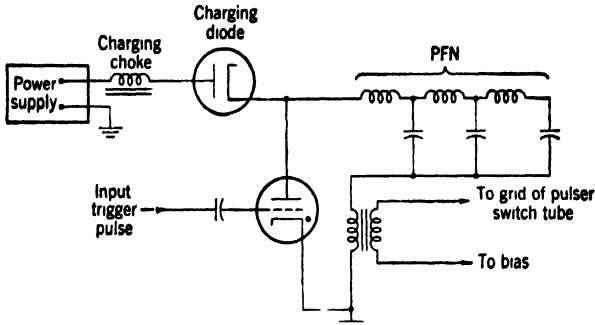 Charging
diode
Charging
choke
PFN
Power
supply
Input
trigger
pulse
To grid of pulser
switch tube
To bias